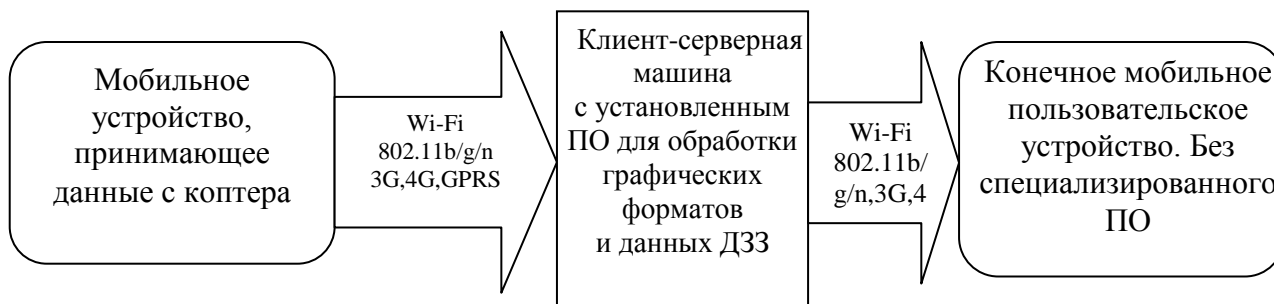 Мобильное
устройство,
принимающее
данные с коптера
Wi-Fi
802.11b/g/n
3G,4G,GPRS
Клиент-серверная
машина
с установленным
ПО для обработки
графических
форматов
и данных ДЗЗ
Wi-Fi
802.11b/
g/n,3G,4
Конечное мобильное
пользовательское
устройство. Без
специализированного
ПО